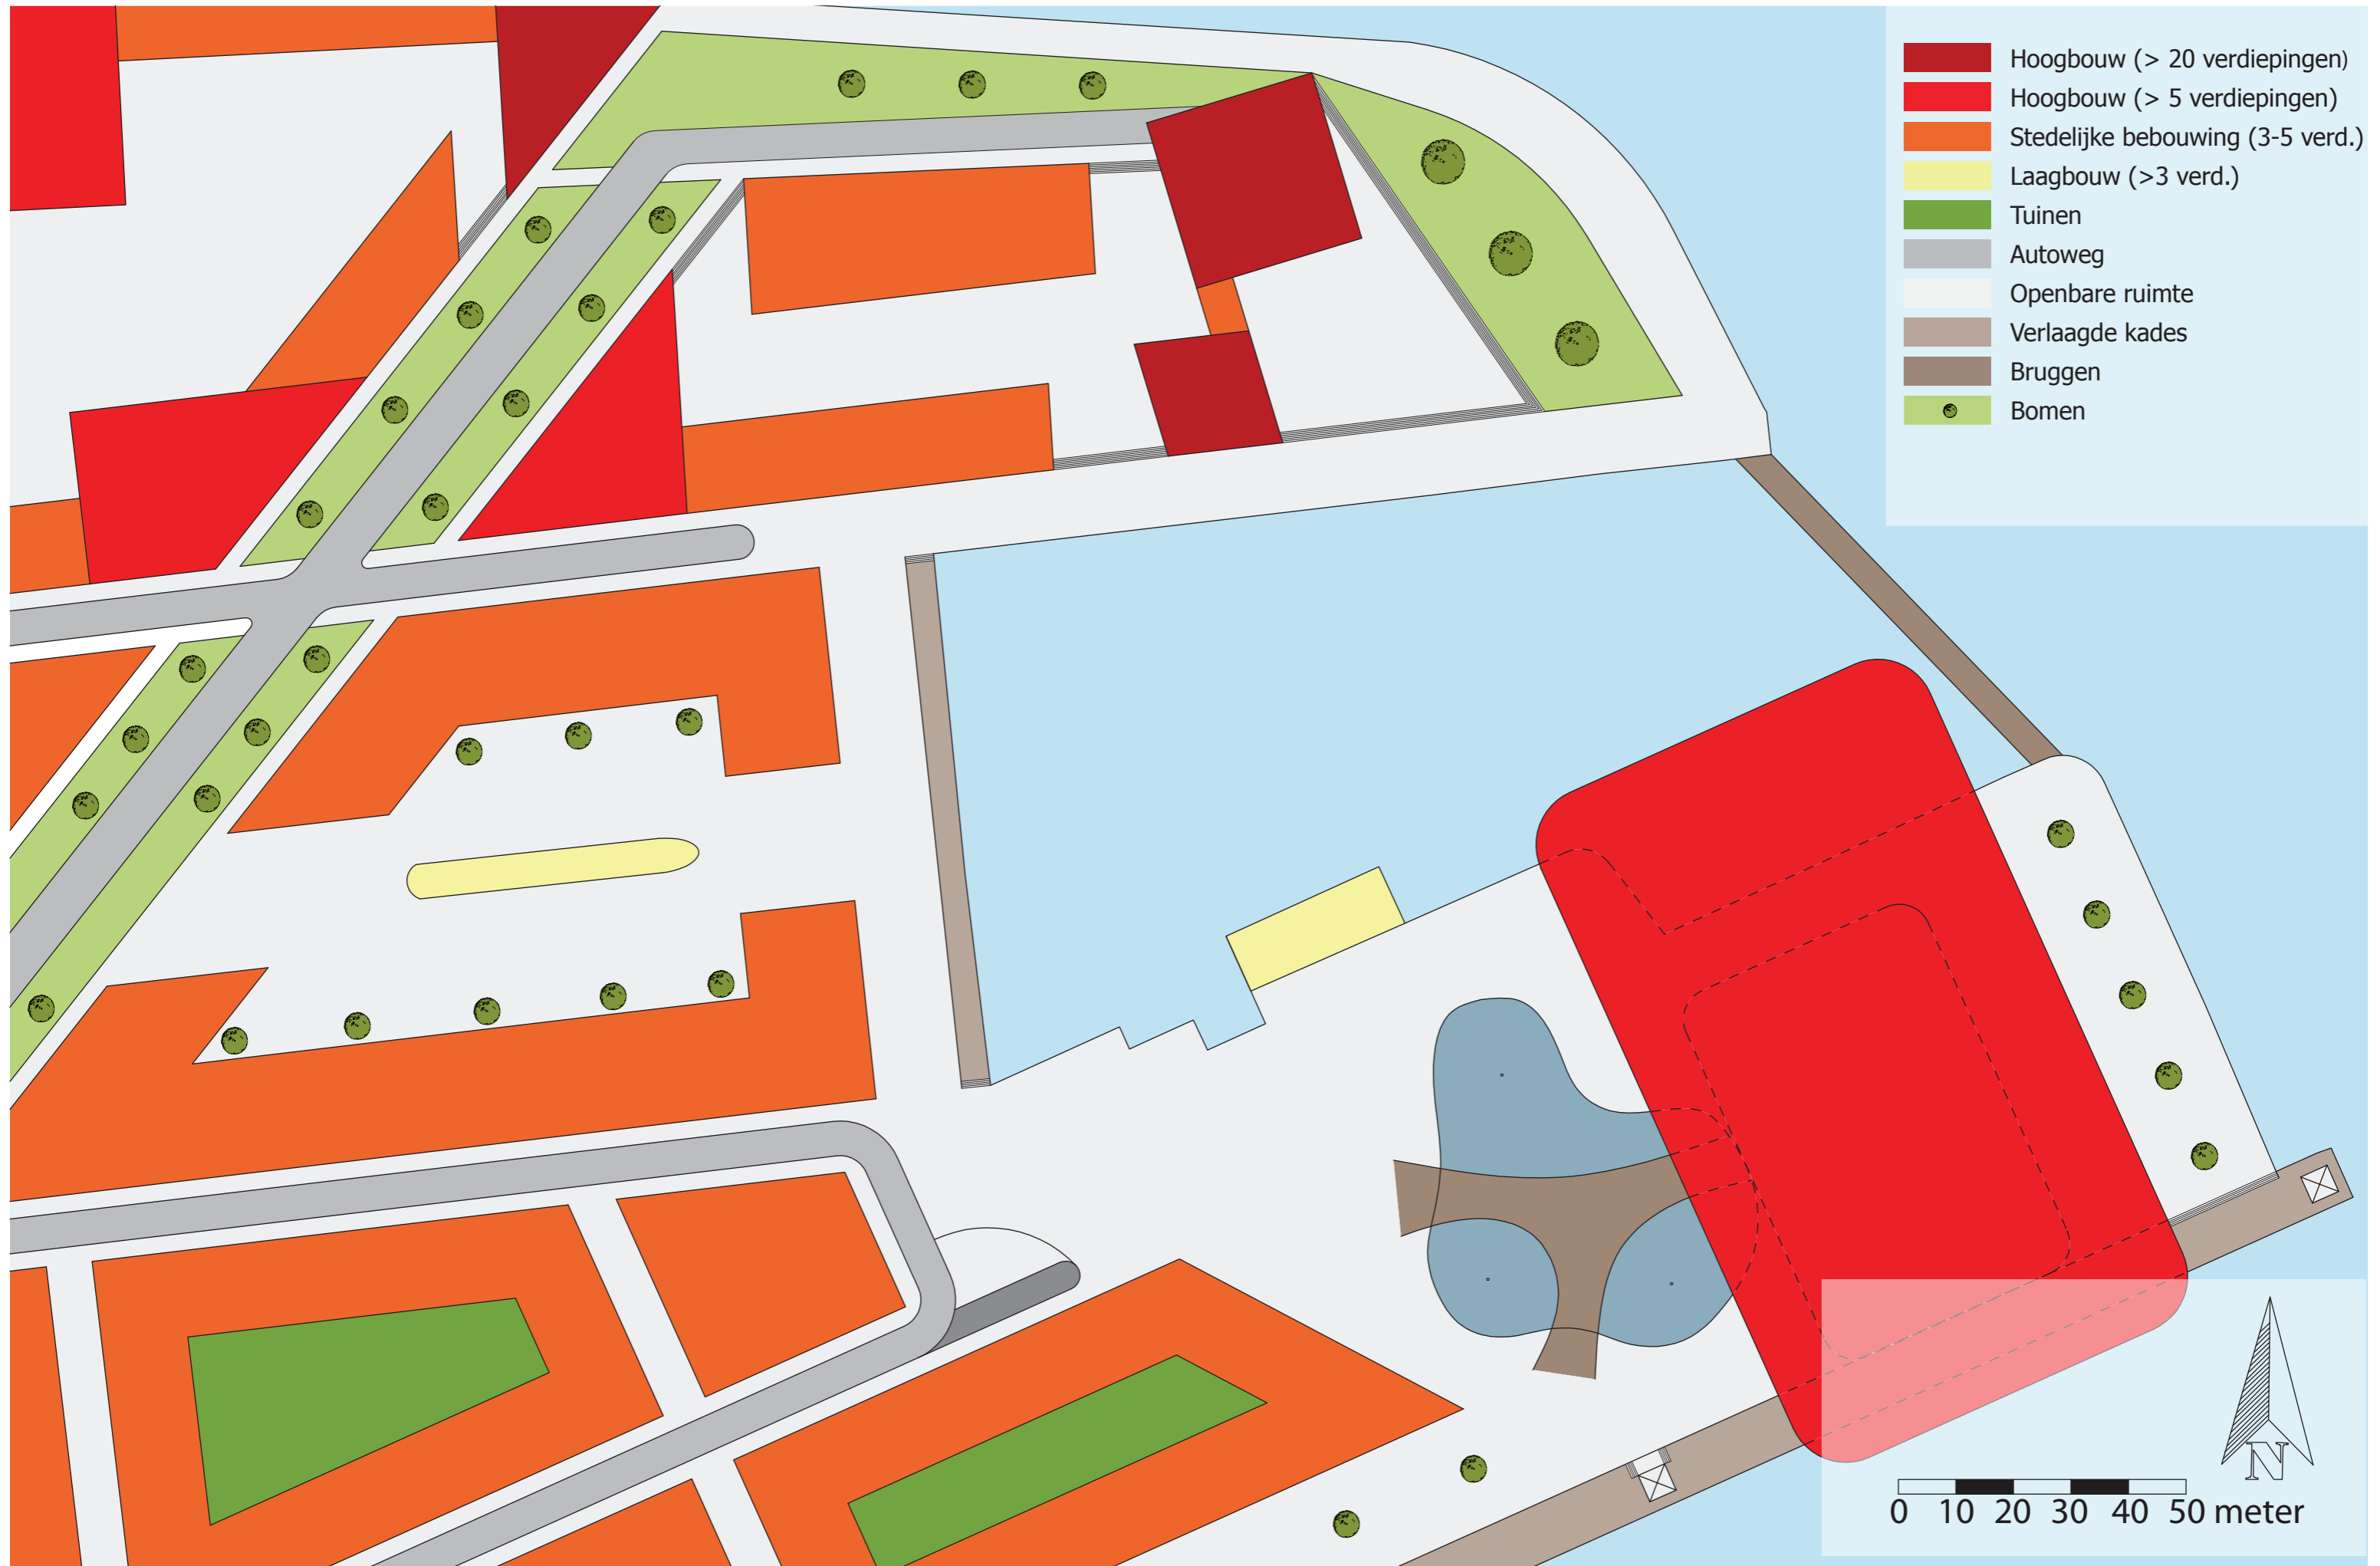 Hoogbouw (> 20 verdiepingen)
Hoogbouw (> 5 verdiepingen)
Stedelijke bebouwing (3-5 verd.)
Laagbouw (>3 verd.)
Tuinen
Autoweg
Openbare ruimte
Verlaagde kades
Bruggen
Bomen
N
0 10 20 30 40 50 meter